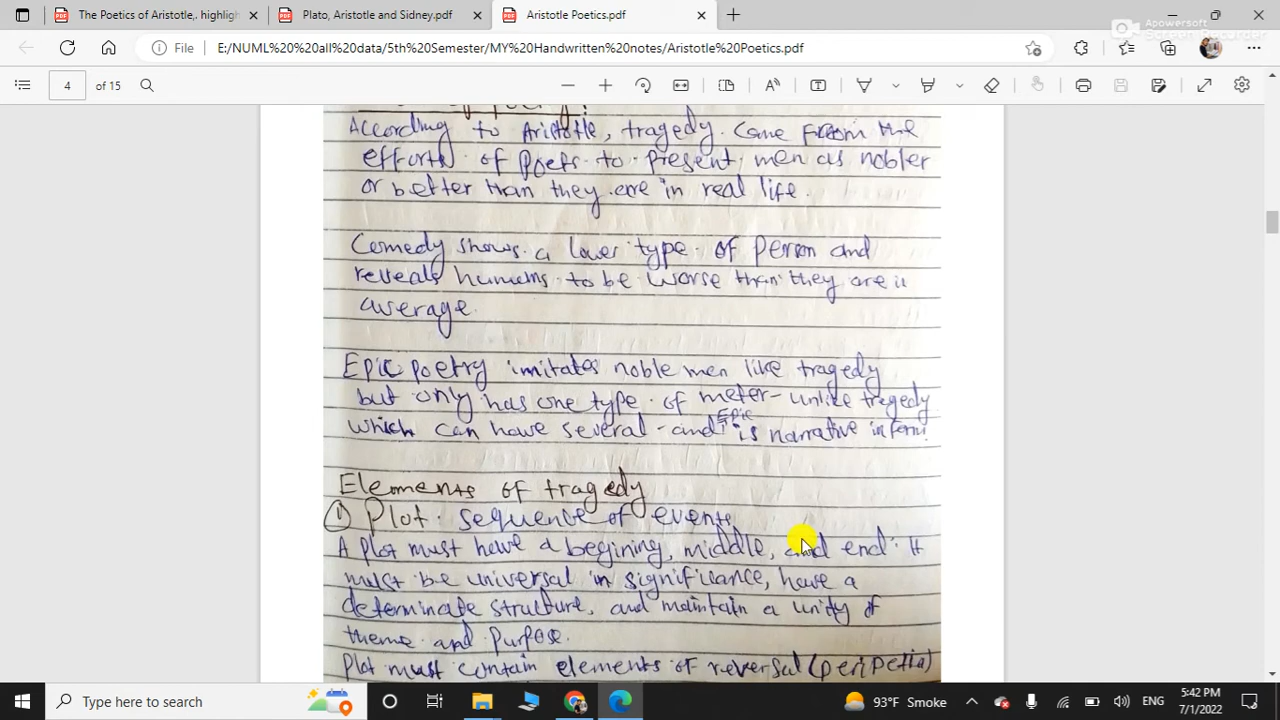 The Poetics of Aristotle,. highligh
Plato, Aristotle and Sidney.pdf
Aristotle Poetics.pdf
Apowersoft
Screen Recorder
File
E:/NUML%20%20all%20data/5th%20Semester/MY%20Handwritten%20notes/Aristotle%20Poetics.pdf
4 of 15
According to Aristotle, tragedy. Come From the
efforts of Poets to present men as nobler
or better than they are in real life.
Comedy shows a lower type of person and
reveals humans to be worse than they are i
average.
Epic poetry imitates noble men like tragedy
but only has one type of meter - unlike tragedy
which can have several - and Epic is narrative in form.
Elements of tragedy
① Plot. sequence of events.
A plot must have a begining, middle, and end. It
must be universal in significance, have a
determinate structure, and maintain a unity of
theme and purpose.
Plot must contain elements of reversal (peripetia)
Type here to search
93°F Smoke
ENG
5:42 PM
7/1/2022